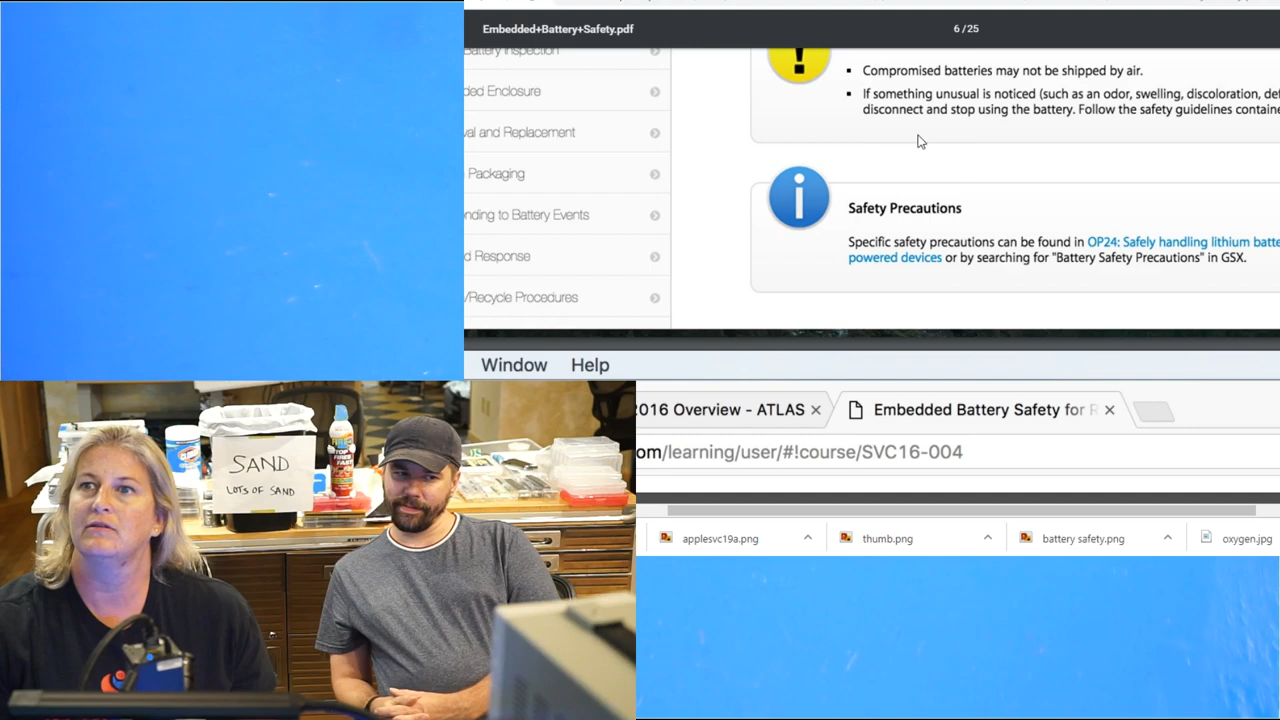 Embedded+Battery+Safety.pdf
6 / 25
Battery Inspection
ded Enclosure
val and Replacement
Packaging
nding to Battery Events
d Response
/Recycle Procedures
Compromised batteries may not be shipped by air.
If something unusual is noticed (such as an odor, swelling, discoloration, def
disconnect and stop using the battery. Follow the safety guidelines containe
Safety Precautions
Specific safety precautions can be found in OP24: Safely handling lithium batte
powered devices or by searching for "Battery Safety Precautions" in GSX.
Window Help
2016 Overview - ATLAS
Embedded Battery Safety for R
om/learning/user/#!course/SVC16-004
applesvc19a.png
thumb.png
battery safety.png
oxygen.jpg
SAND
LOTS OF SAND
STOP
FIRES
FAST